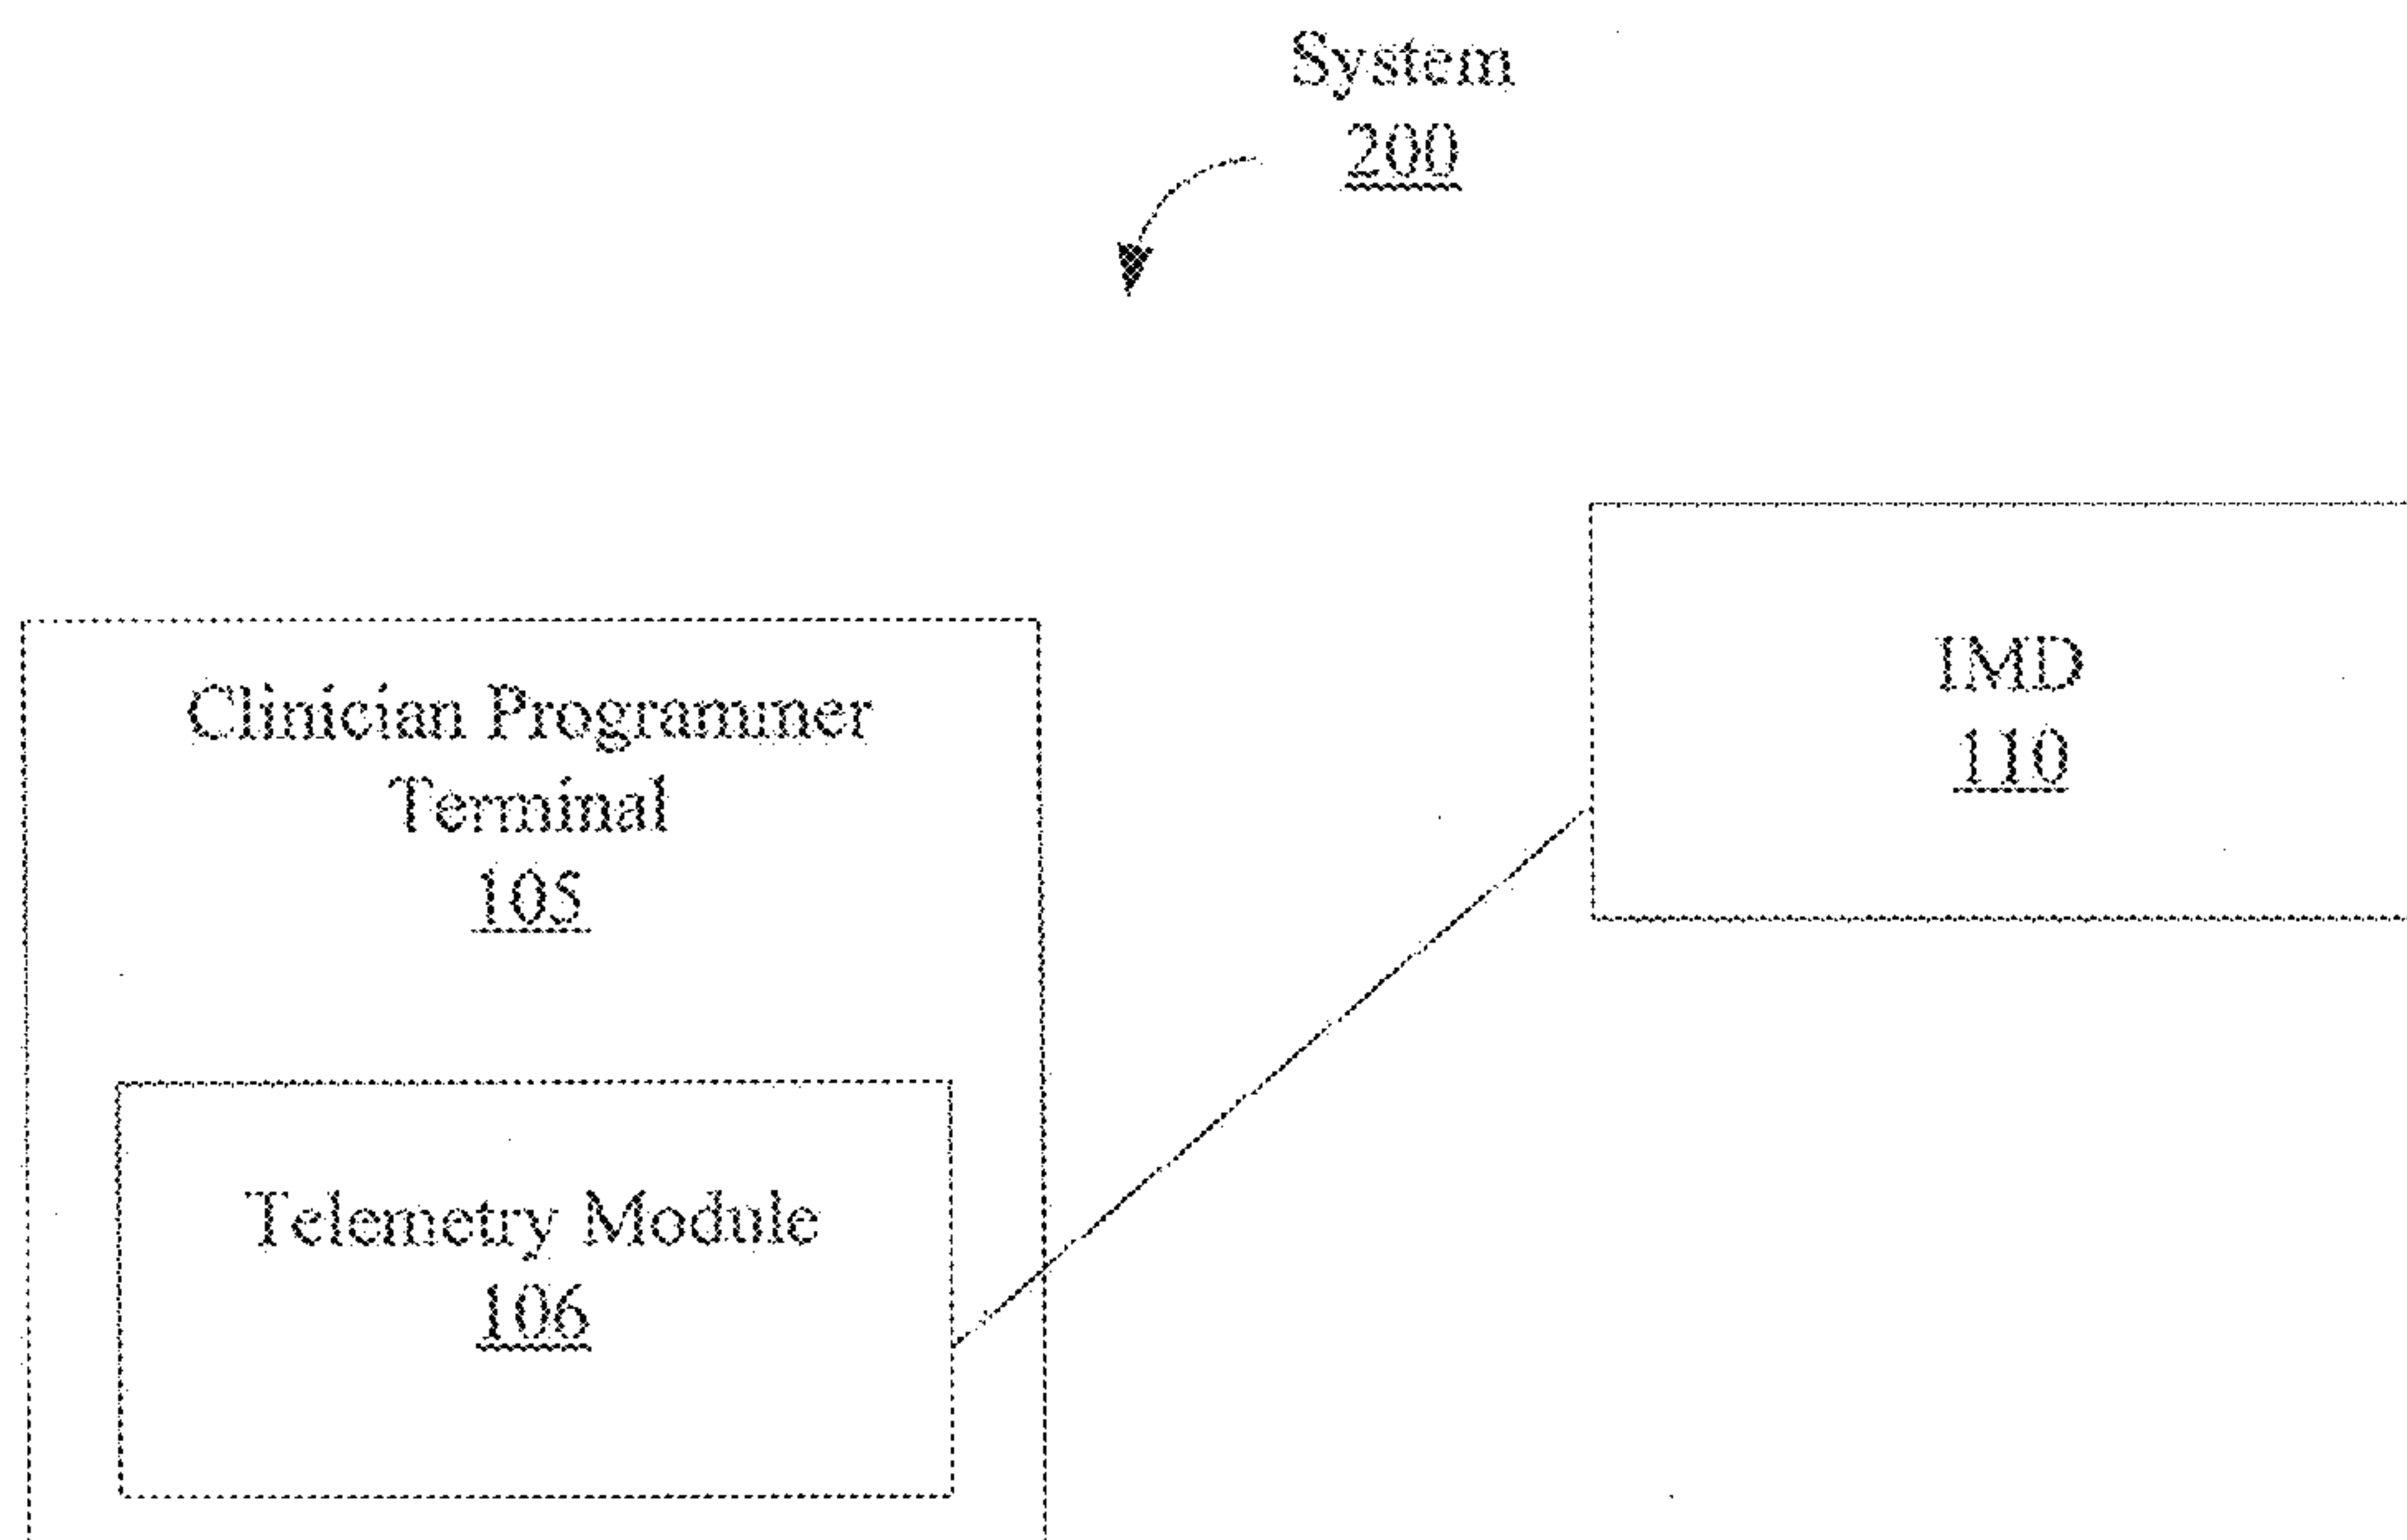 System
200
IMD
110
Clinician Programmer
Terminal
105
Telemetry Module
106